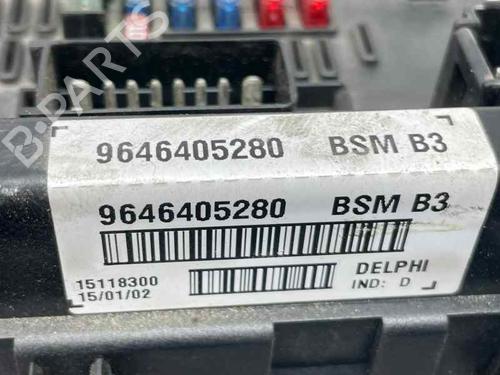 B-PARTS
9646405280 BSM B3
9646405280 BSM B3
15118300
15/01/02
DELPHI
IND: D